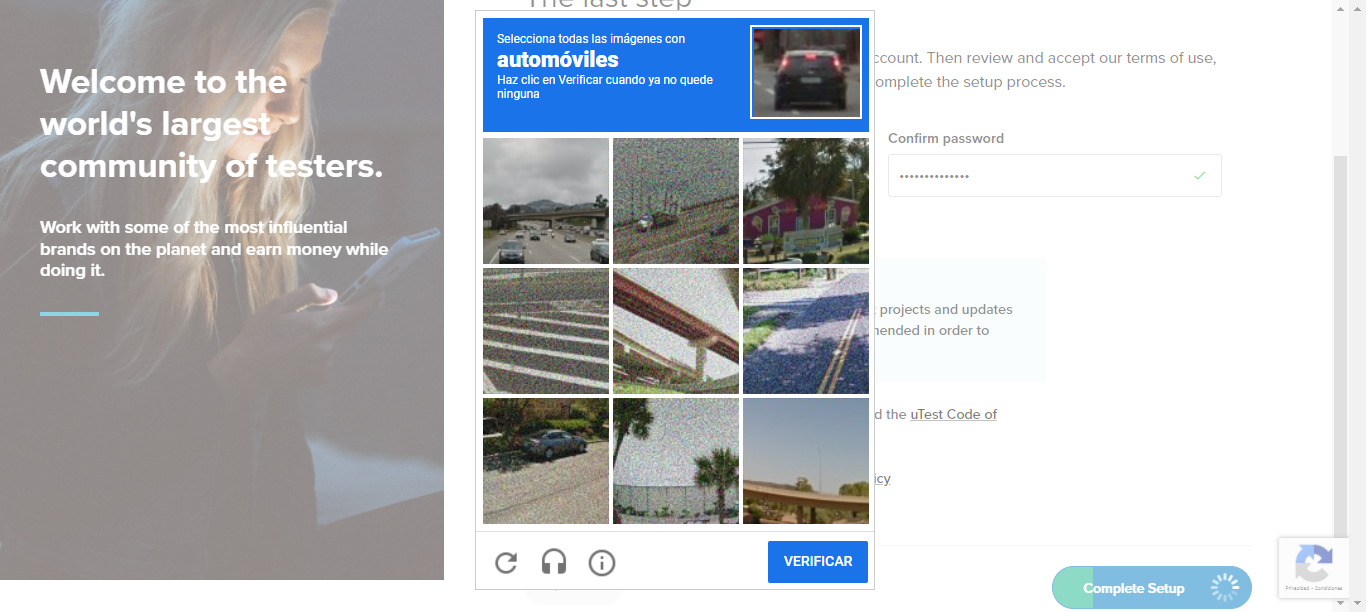 The last step
Welcome to the
world's largest
community of testers.
Work with some of the most influential
brands on the planet and earn money while
doing it.
Selecciona todas las imágenes con
automóviles
Haz clic en Verificar cuando ya no quede
ninguna
VERIFICAR
ccount. Then review and accept our terms of use,
omplete the setup process.
Confirm password
••••••••••••••
projects and updates
mended in order to
d the uTest Code of
icy
Complete Setup
Privacidad - Condiciones